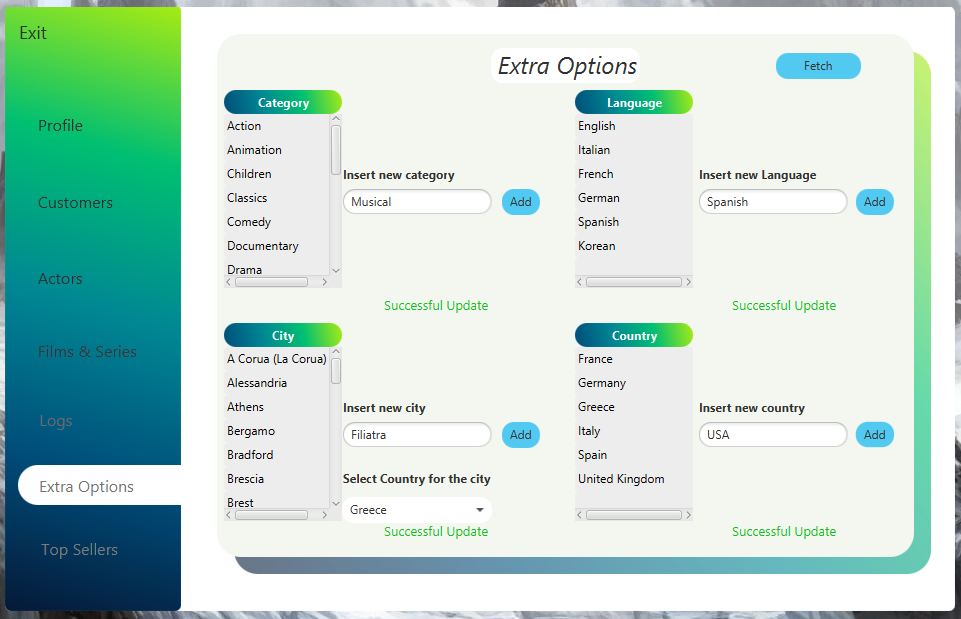 Exit
Profile
Customers
Actors
Films & Series
Logs
Extra Options
Top Sellers
Extra Options
Fetch
Category
Action
Animation
Children
Classics
Comedy
Documentary
Drama
Insert new category
Musical
Add
Successful Update
Language
English
Italian
French
German
Spanish
Korean
Insert new Language
Spanish
Add
Successful Update
City
A Corua (La Corua)
Alessandria
Athens
Bergamo
Bradford
Brescia
Brest
Insert new city
Filiatra
Add
Select Country for the city
Greece
Successful Update
Country
France
Germany
Greece
Italy
Spain
United Kingdom
Insert new country
USA
Add
Successful Update